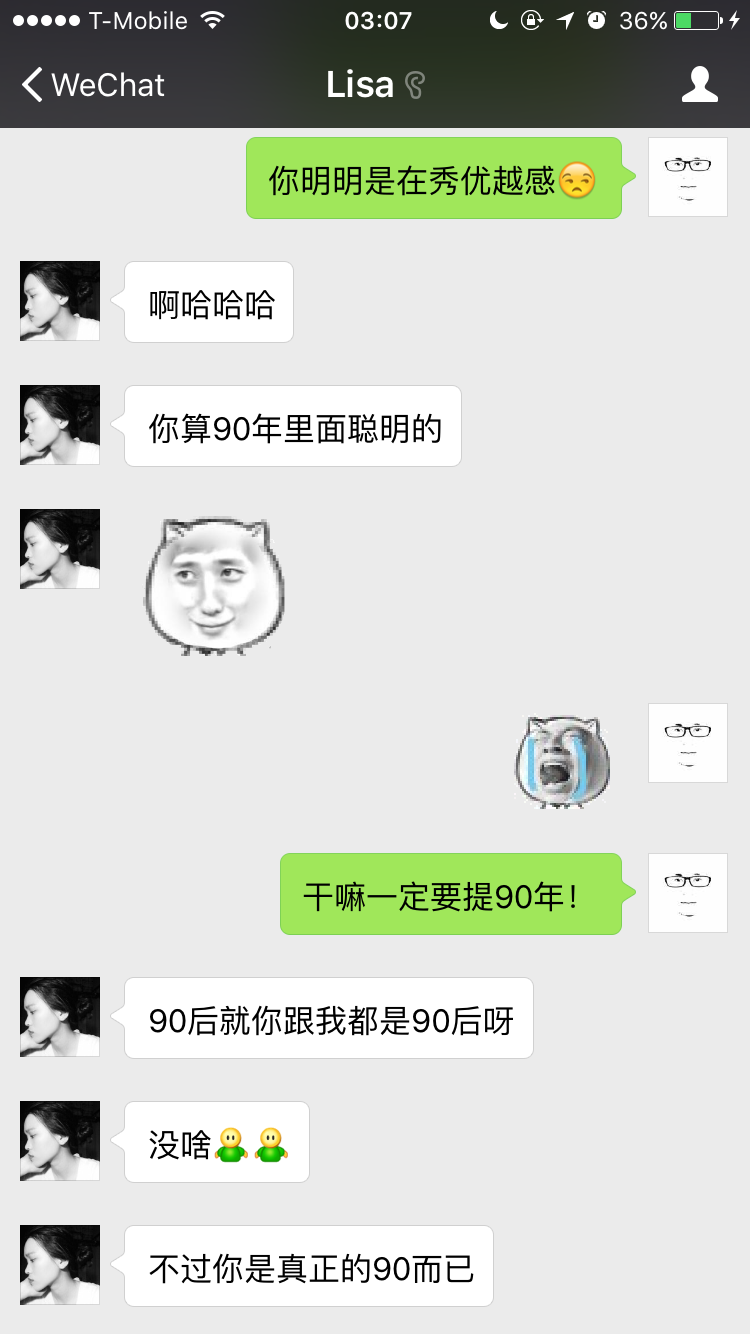 T-Mobile 03:07 36%
WeChat Lisa
你明明是在秀优越感😒
啊哈哈哈
你算90年里面聪明的
干嘛一定要提90年！
90后就你跟我都是90后呀
没啥
不过你是真正的90而已